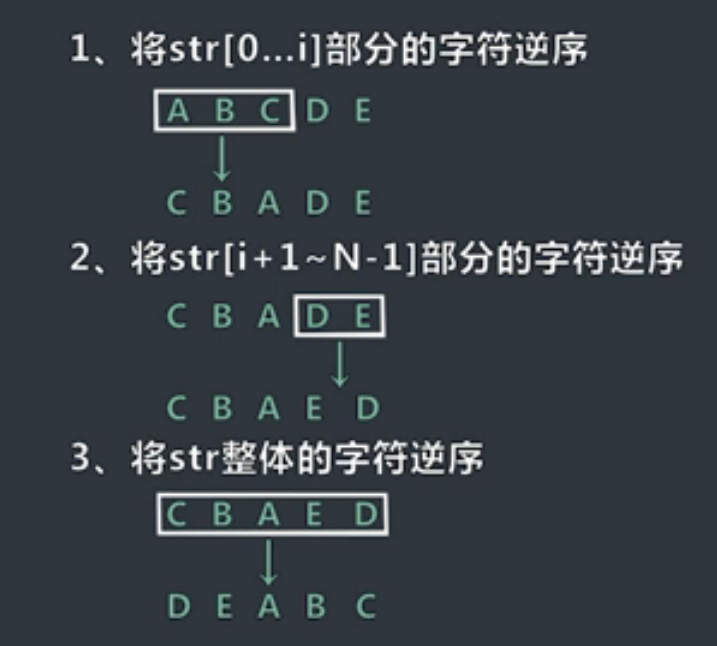 1、将str[0...i]部分的字符逆序
A B C D E
C B A D E
2、将str[i+1~N-1]部分的字符逆序
C B A D E
C B A E D
3、将str整体的字符逆序
C B A E D
D E A B C